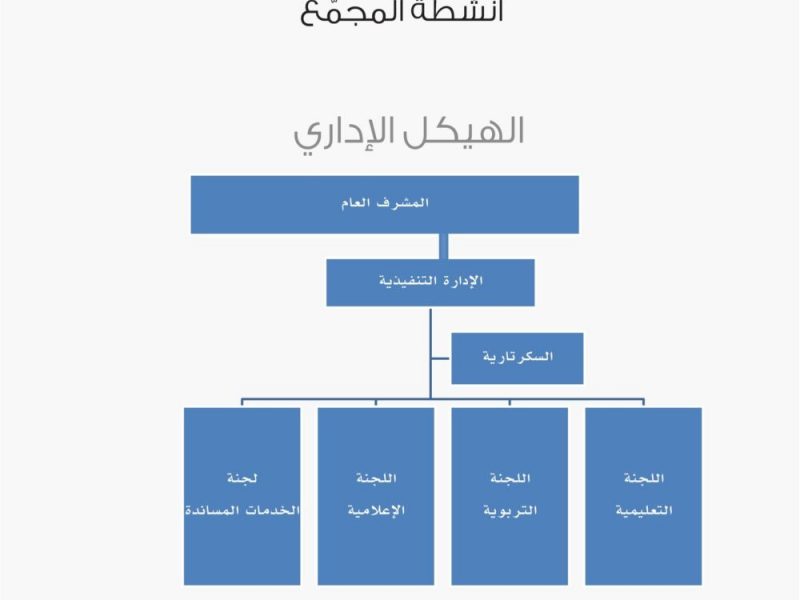 أنشطة المجمّع
الهيكل الإداري
المشرف العام
الإدارة التنفيذية
السكرتارية
اللجنة
التعليمية
اللجنة
التربوية
اللجنة
الإعلامية
لجنة
الخدمات المساندة